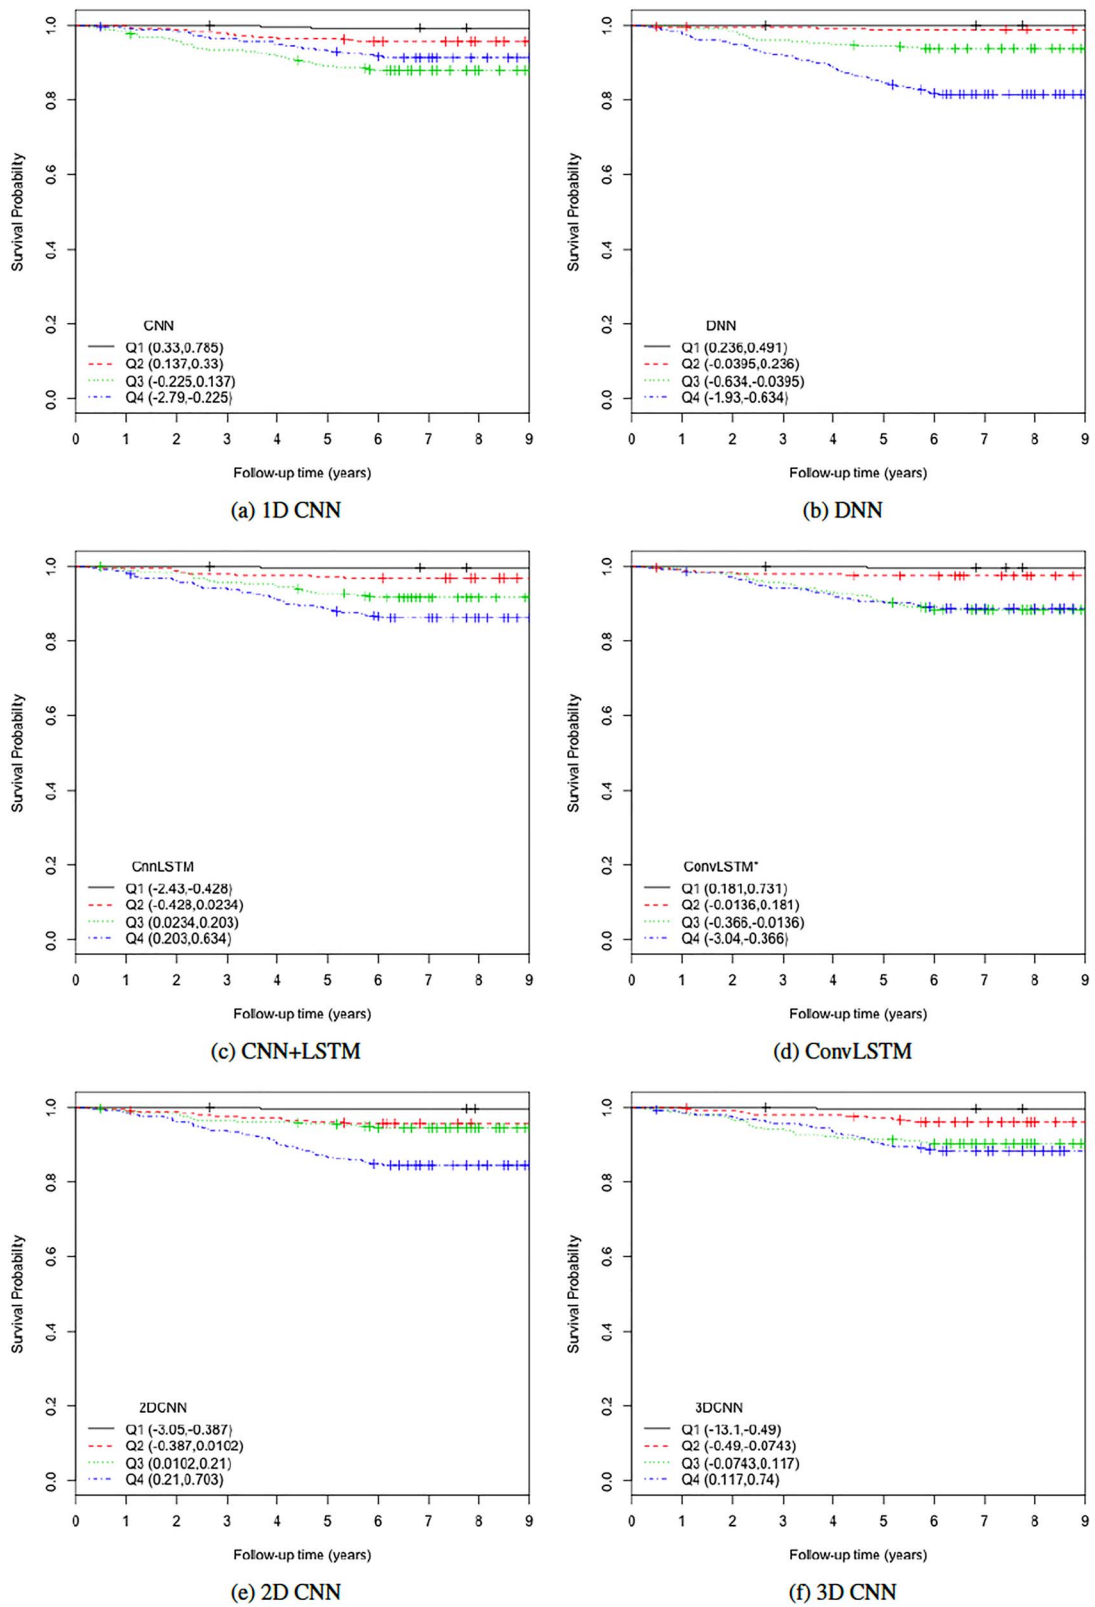 1.0
0.8
0.6
0.4
0.2
0.0
Survival Probability
CNN
Q1 (0.33,0.785)
Q2 (0.137,0.33)
Q3 (-0.225,0.137)
Q4 (-2.79,-0.225)
0 1 2 3 4 5 6 7 8 9
Follow-up time (years)
(a) 1D CNN
1.0
0.8
0.6
0.4
0.2
0.0
Survival Probability
DNN
Q1 (0.236,0.491)
Q2 (-0.0395,0.236)
Q3 (-0.634,-0.0395)
Q4 (-1.93,-0.634)
0 1 2 3 4 5 6 7 8 9
Follow-up time (years)
(b) DNN
1.0
0.8
0.6
0.4
0.2
0.0
Survival Probability
CnnLSTM
Q1 (-2.43,-0.428)
Q2 (-0.428,0.0234)
Q3 (0.0234,0.203)
Q4 (0.203,0.634)
0 1 2 3 4 5 6 7 8 9
Follow-up time (years)
(c) CNN+LSTM
1.0
0.8
0.6
0.4
0.2
0.0
Survival Probability
ConvLSTM*
Q1 (0.181,0.731)
Q2 (-0.0136,0.181)
Q3 (-0.366,-0.0136)
Q4 (-3.04,-0.366)
0 1 2 3 4 5 6 7 8 9
Follow-up time (years)
(d) ConvLSTM
1.0
0.8
0.6
0.4
0.2
0.0
Survival Probability
2DCNN
Q1 (-3.05,-0.387)
Q2 (-0.387,0.0102)
Q3 (0.0102,0.21)
Q4 (0.21,0.703)
0 1 2 3 4 5 6 7 8 9
Follow-up time (years)
(e) 2D CNN
1.0
0.8
0.6
0.4
0.2
0.0
Survival Probability
3DCNN
Q1 (-13.1,-0.49)
Q2 (-0.49,-0.0743)
Q3 (-0.0743,0.117)
Q4 (0.117,0.74)
0 1 2 3 4 5 6 7 8 9
Follow-up time (years)
(f) 3D CNN